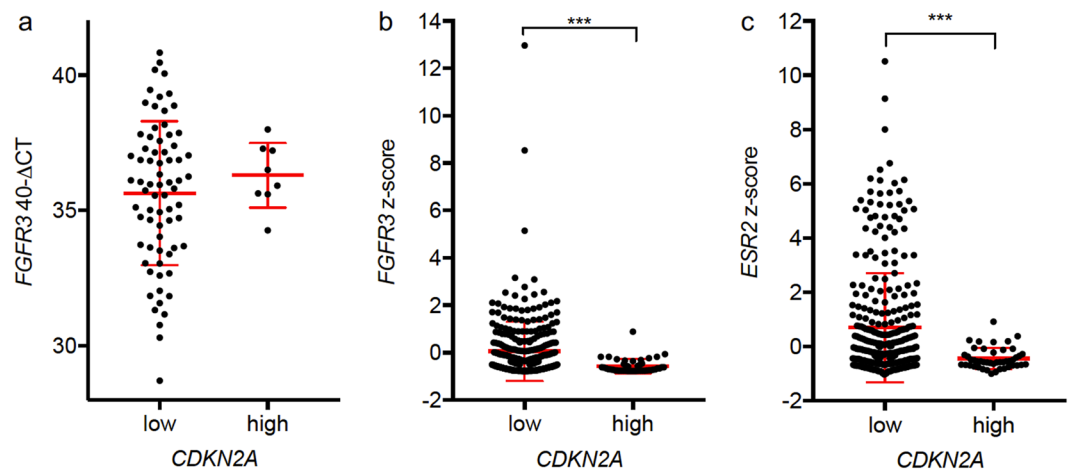 a
FGFR3 40-ΔCT
40
35
30
low high
CDKN2A
b
FGFR3 z-score
14
12
10
8
6
4
2
0
-2
***
low high
CDKN2A
c
ESR2 z-score
12
10
8
6
4
2
0
-2
***
low high
CDKN2A